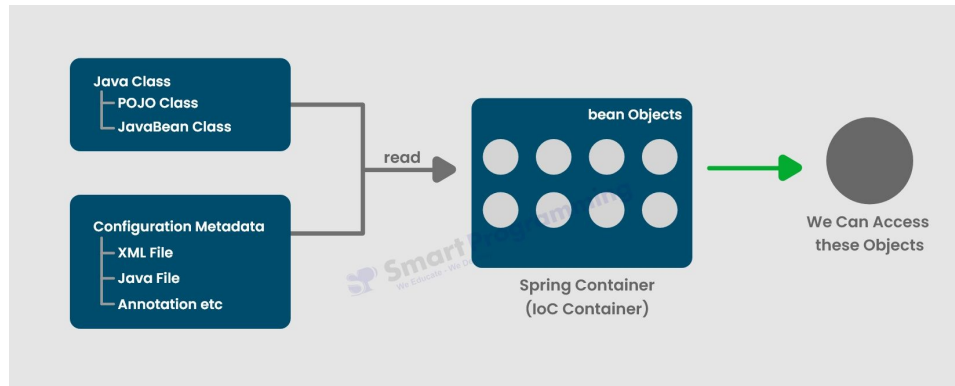 Java Class
POJO Class
JavaBean Class
Configuration Metadata
XML File
Java File
Annotation etc
read
bean Objects
Spring Container
(IoC Container)
We Can Access
these Objects
Smart Programming